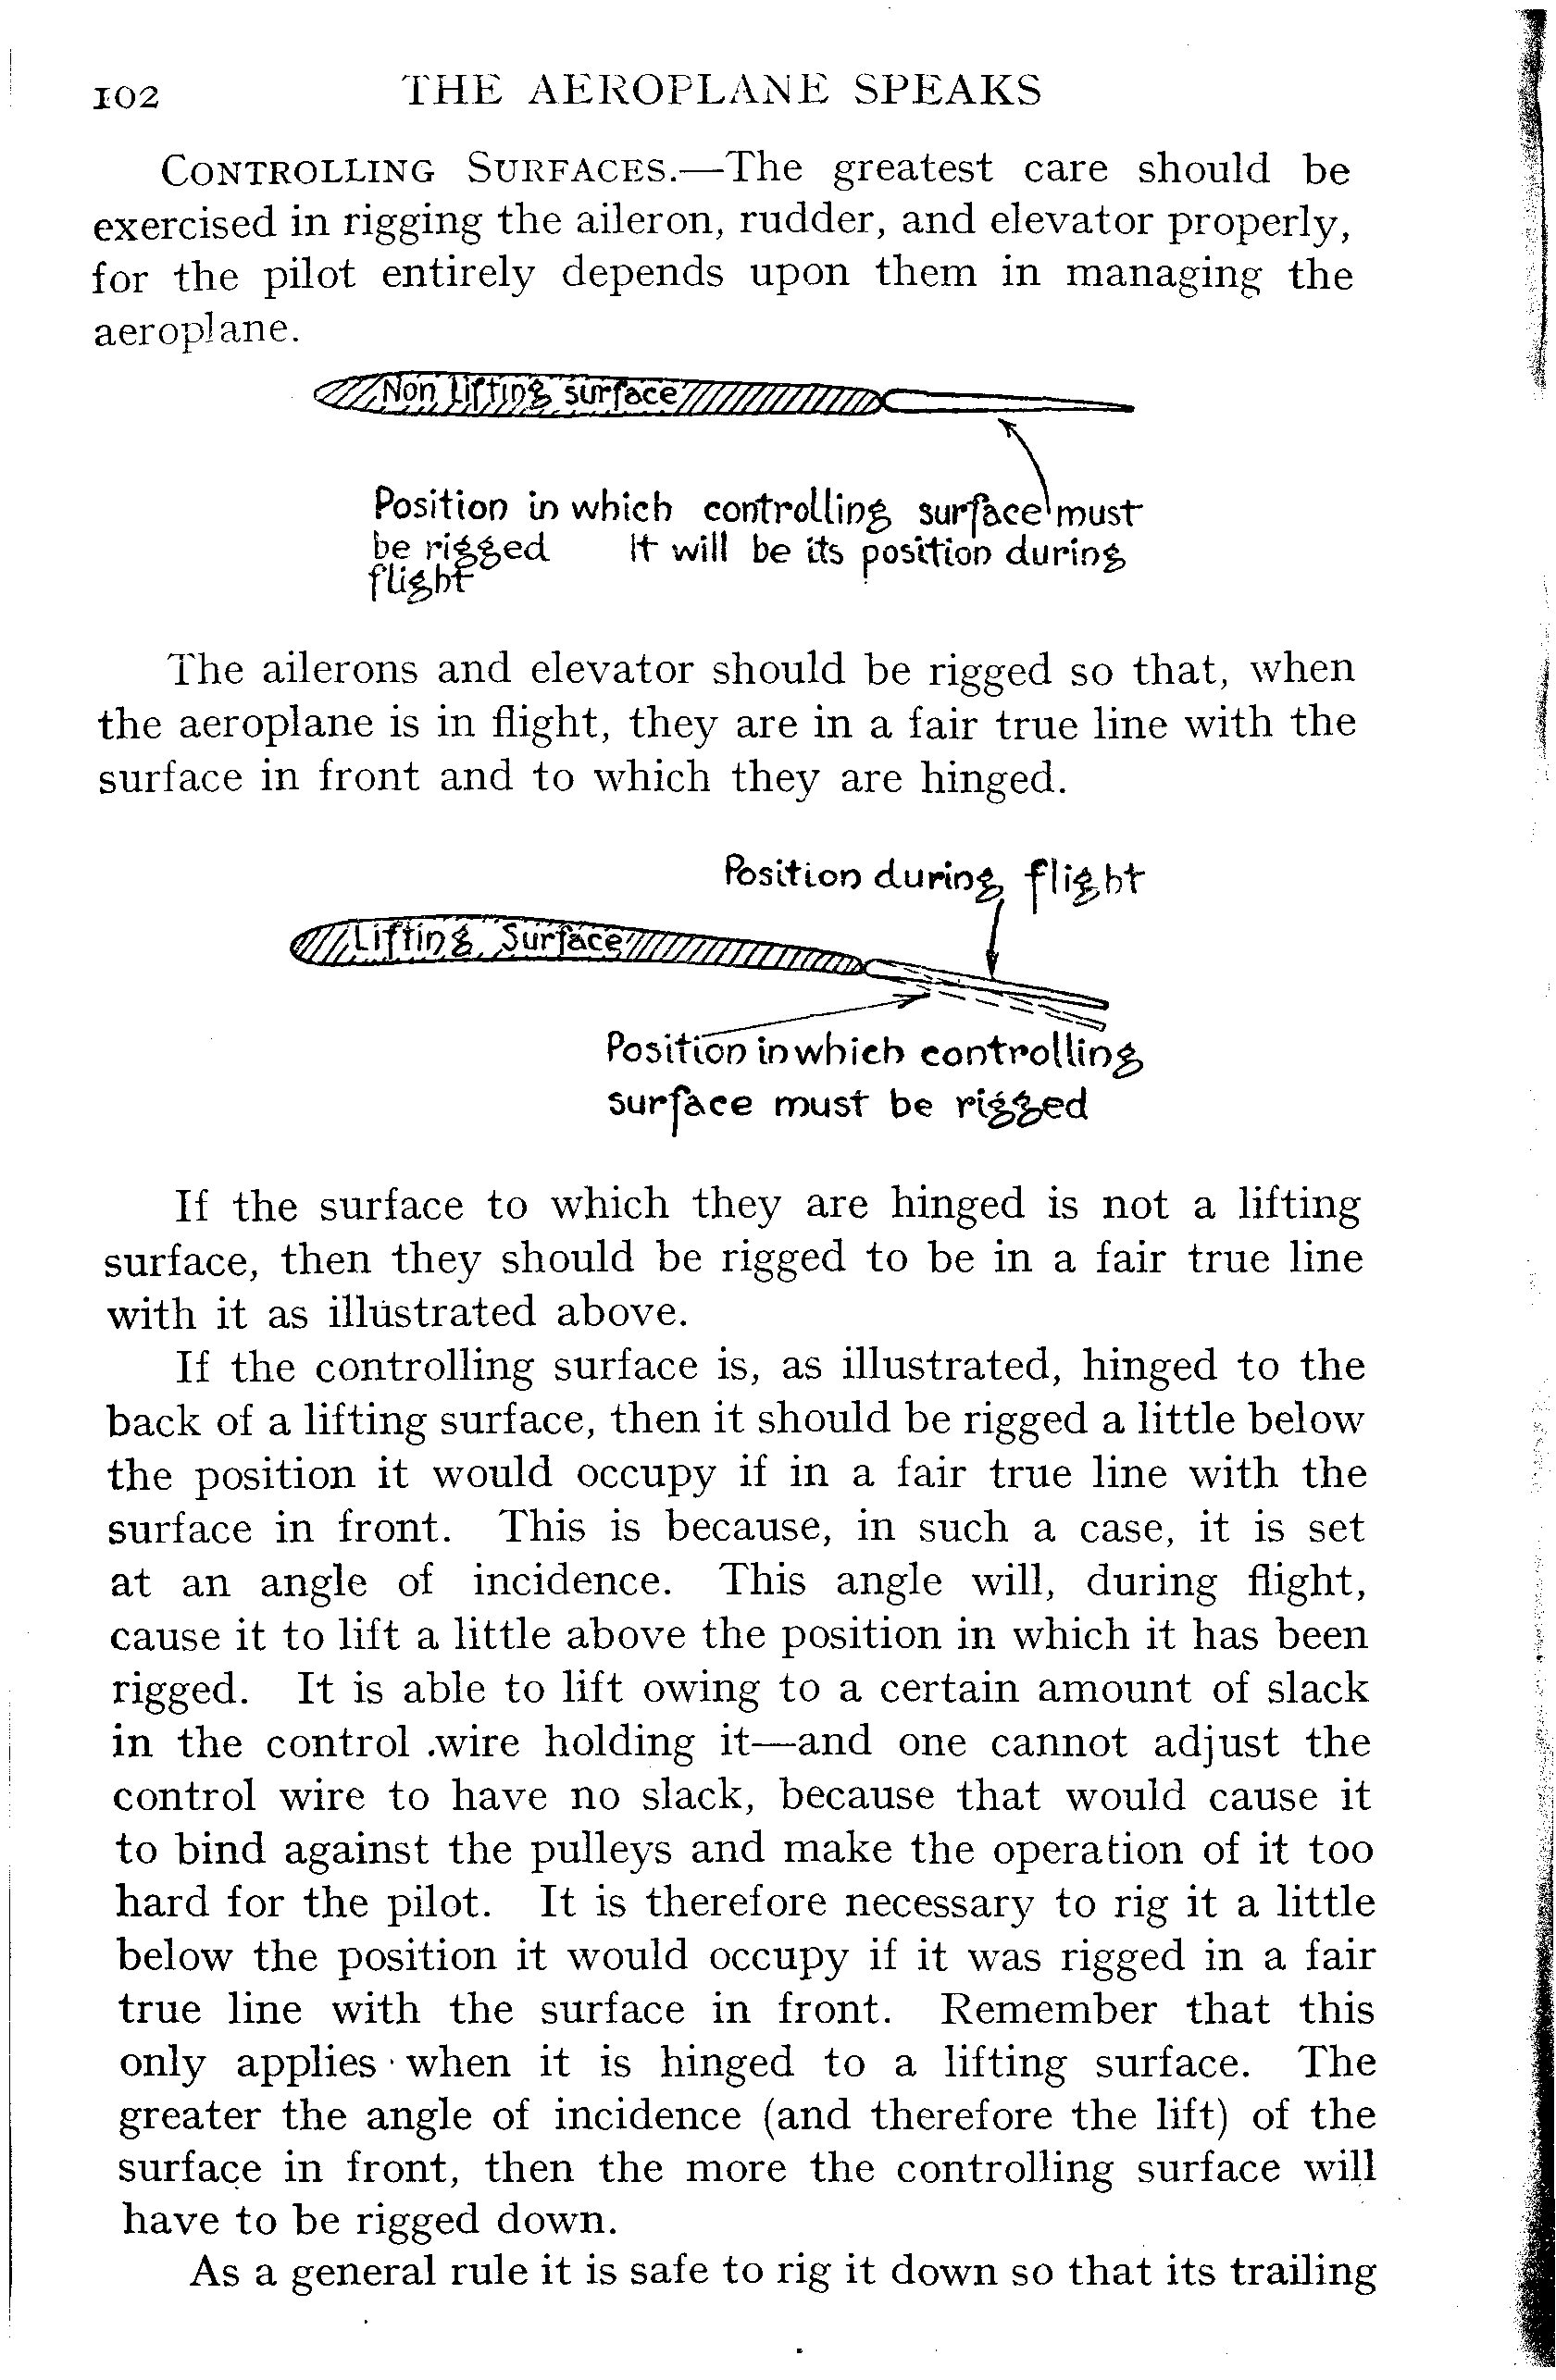 102 THE AEROPLANE SPEAKS
CONTROLLING SURFACES.—The greatest care should be
exercised in rigging the aileron, rudder, and elevator properly,
for the pilot entirely depends upon them in managing the
aeroplane.
Non Lifting surface
Position in which controlling surface must
be rigged It will be its position during
flight
The ailerons and elevator should be rigged so that, when
the aeroplane is in flight, they are in a fair true line with the
surface in front and to which they are hinged.
Position during flight
Lifting Surface
Position in which controlling
surface must be rigged
If the surface to which they are hinged is not a lifting
surface, then they should be rigged to be in a fair true line
with it as illustrated above.
If the controlling surface is, as illustrated, hinged to the
back of a lifting surface, then it should be rigged a little below
the position it would occupy if in a fair true line with the
surface in front. This is because, in such a case, it is set
at an angle of incidence. This angle will, during flight,
cause it to lift a little above the position in which it has been
rigged. It is able to lift owing to a certain amount of slack
in the control wire holding it—and one cannot adjust the
control wire to have no slack, because that would cause it
to bind against the pulleys and make the operation of it too
hard for the pilot. It is therefore necessary to rig it a little
below the position it would occupy if it was rigged in a fair
true line with the surface in front. Remember that this
only applies when it is hinged to a lifting surface. The
greater the angle of incidence (and therefore the lift) of the
surface in front, then the more the controlling surface will
have to be rigged down.
As a general rule it is safe to rig it down so that its trailing